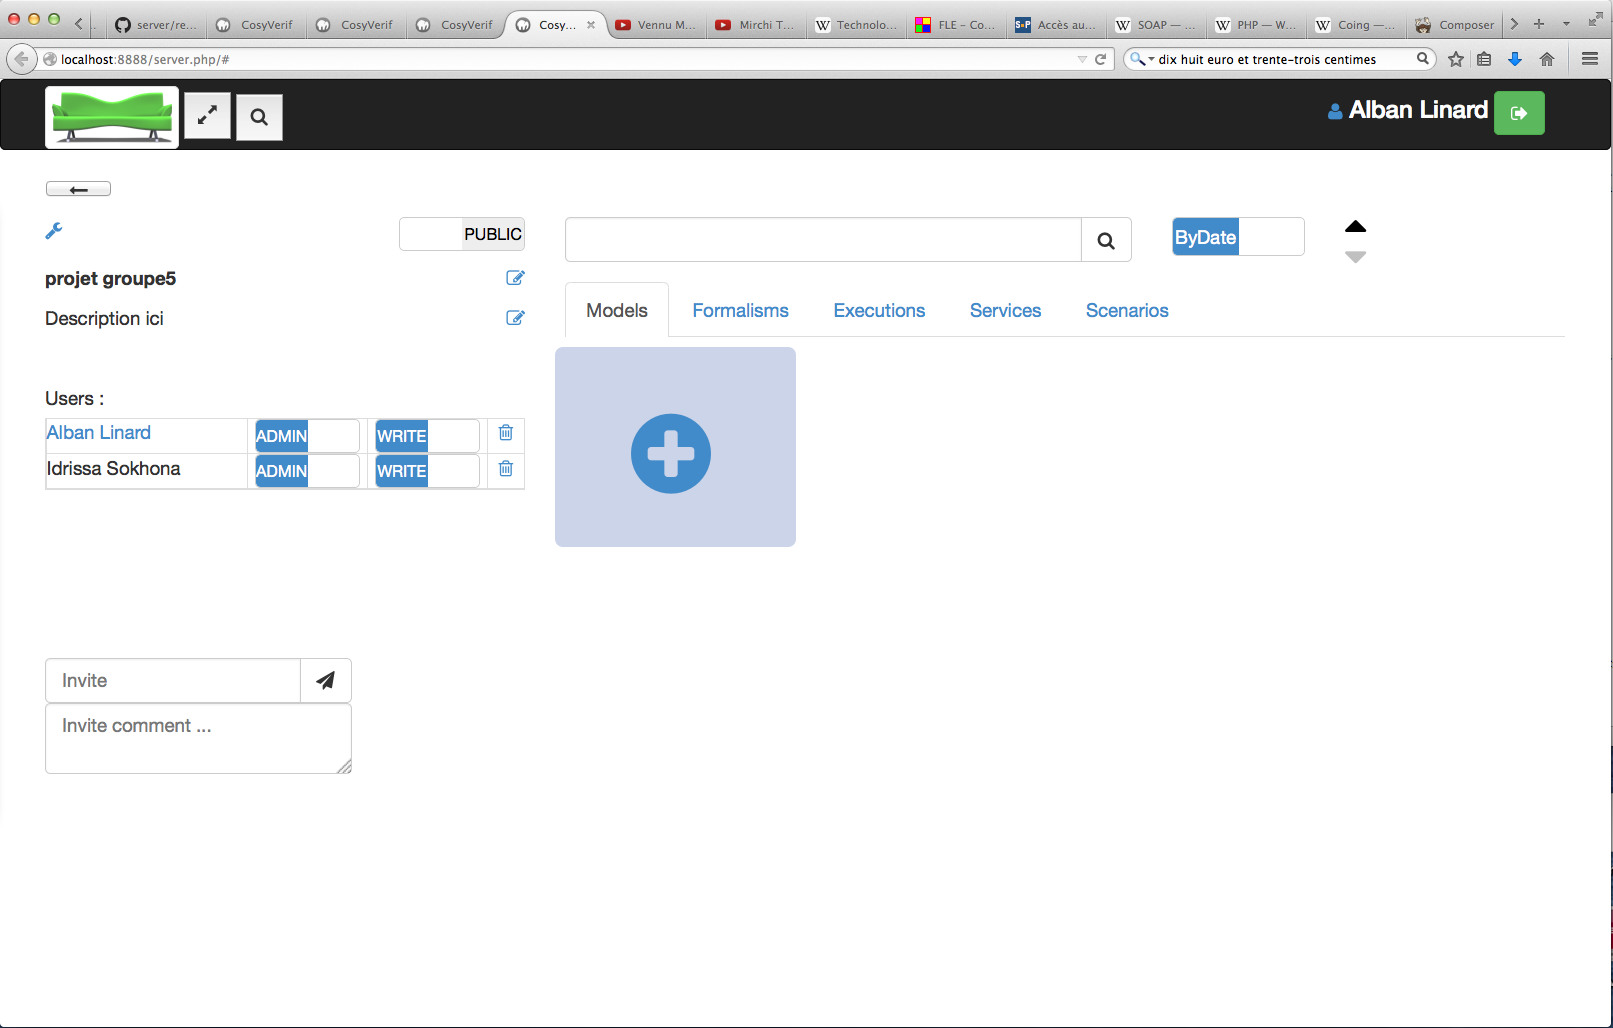 server/re...
CosyVerif
CosyVerif
CosyVerif
Cosy...
Vennu M...
Mirchi T...
Technolo...
FLE – Co...
Accès au...
SOAP — ...
PHP — W...
Coing —...
Composer
localhost:8888/server.php/#
dix huit euro et trente-trois centimes
Alban Linard
PUBLIC
ByDate
projet groupe5
Description ici
Models
Formalisms
Executions
Services
Scenarios
Users :
Alban Linard ADMIN WRITE
Idrissa Sokhona ADMIN WRITE
Invite
Invite comment ...